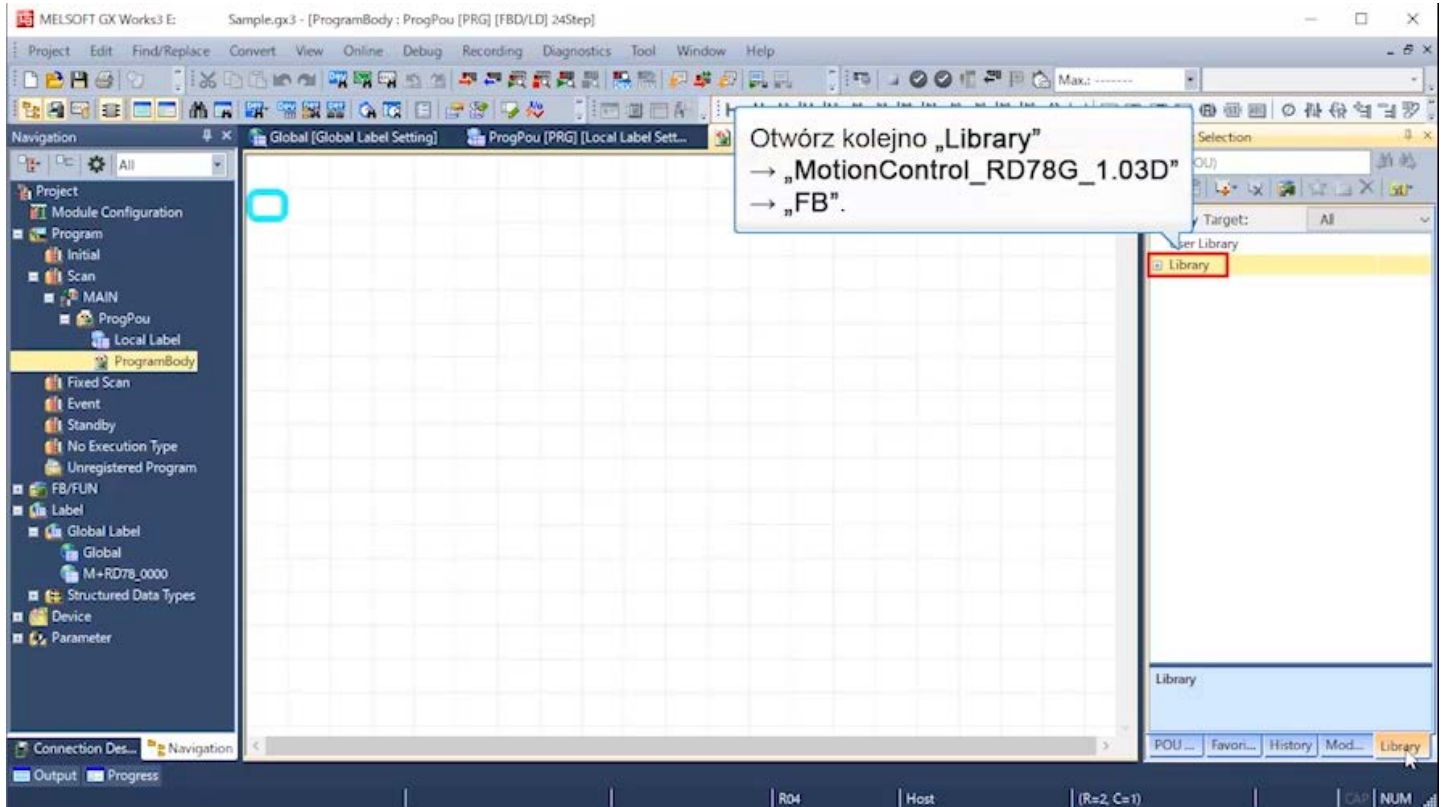 MELSOFT GX Works3 E: Sample.gx3 - [ProgramBody : ProgPou [PRG] [FBD/LD] 24Step]
Project Edit Find/Replace Convert View Online Debug Recording Diagnostics Tool Window Help
Max.: -------
Navigation
Global [Global Label Setting]
ProgPou [PRG] [Local Label Sett...
Selection
All
OU)
Otwórz kolejno „Library”
→ „MotionControl_RD78G_1.03D”
→ „FB”.
Target: All
User Library
Library
Project
Module Configuration
Program
Initial
Scan
MAIN
ProgPou
Local Label
ProgramBody
Fixed Scan
Event
Standby
No Execution Type
Unregistered Program
FB/FUN
Label
Global Label
Global
M+RD78_0000
Structured Data Types
Device
Parameter
Library
Connection Des... Navigation
POU ... Favori... History Mod... Library
Output Progress
R04 Host (R=2, C=1) CAP NUM